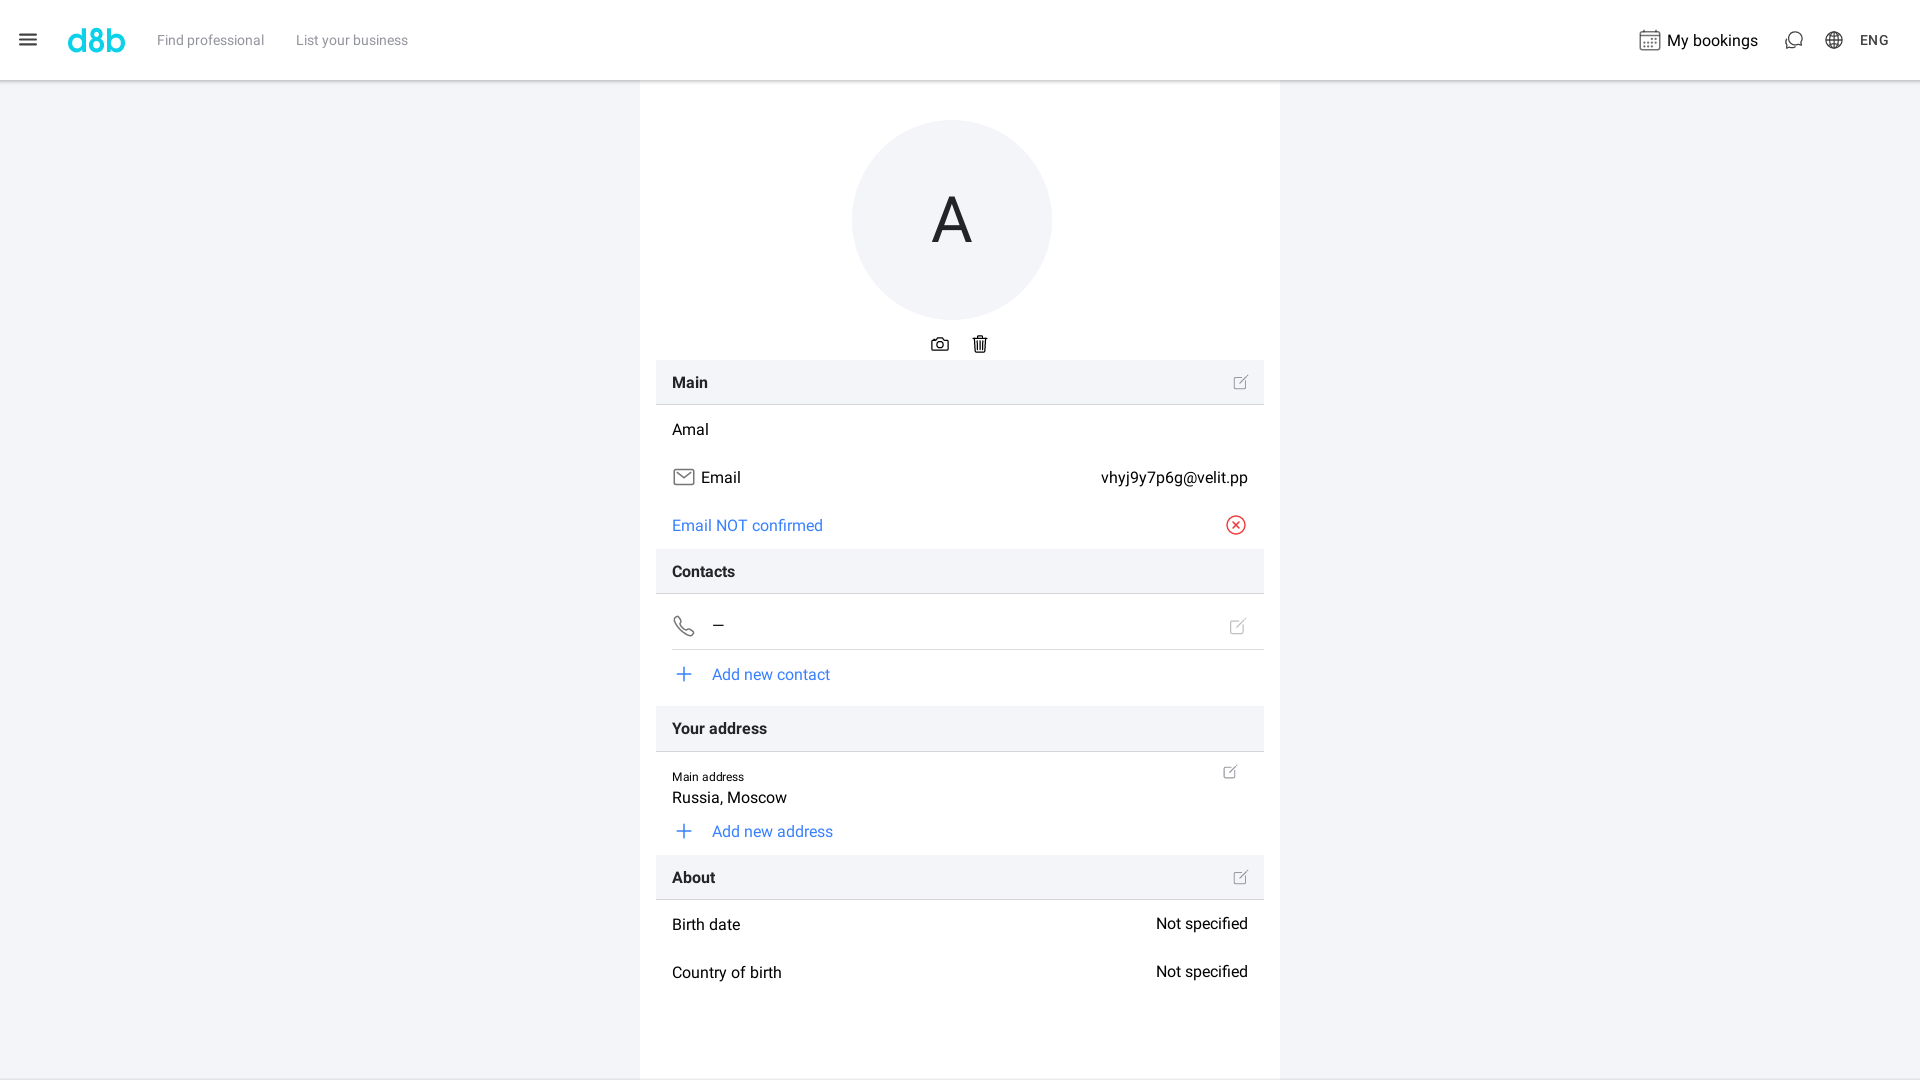 d8b
Find professional
List your business
My bookings
ENG
A
Main
Amal
Email
vhyj9y7p6g@velit.pp
Email NOT confirmed
Contacts
—
Add new contact
Your address
Main address
Russia, Moscow
Add new address
About
Birth date
Not specified
Country of birth
Not specified